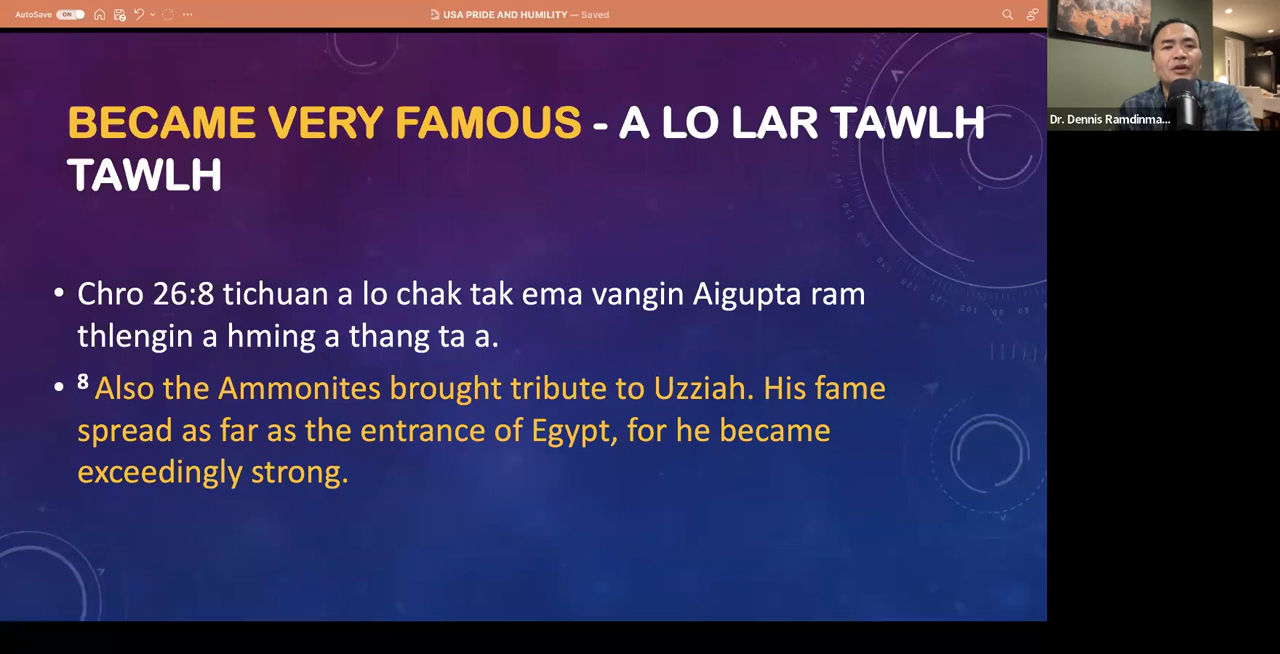 AutoSave ON
USA PRIDE AND HUMILITY — Saved
BECAME VERY FAMOUS - A LO LAR TAWLH
TAWLH
• Chro 26:8 tichuan a lo chak tak ema vangin Aigupta ram
thlengin a hming a thang ta a.
• 8 Also the Ammonites brought tribute to Uzziah. His fame
spread as far as the entrance of Egypt, for he became
exceedingly strong.
Dr. Dennis Ramdinma...